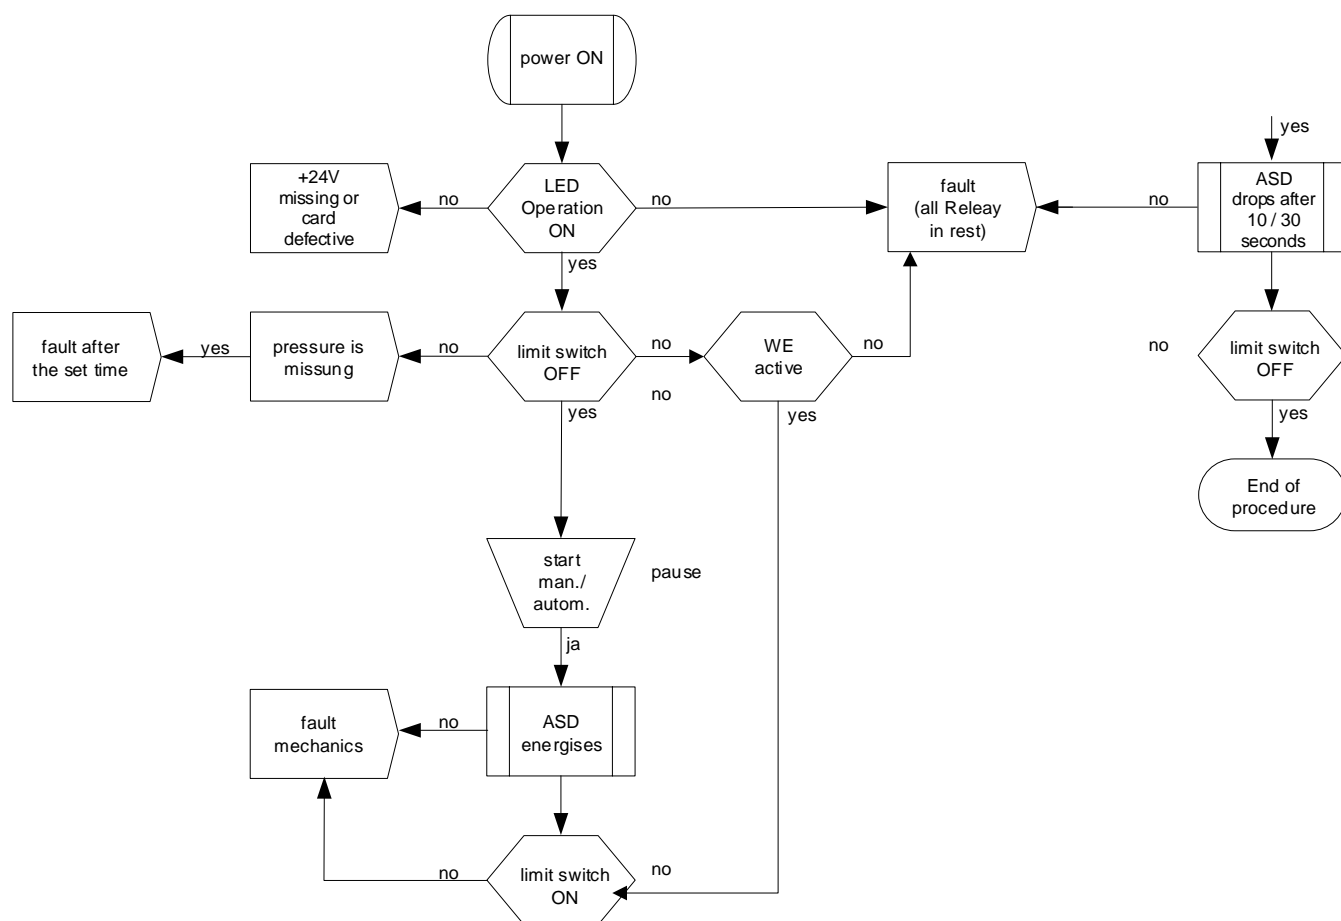 power ON
yes
+24V
missing or
card
defective
no
LED
Operation
ON
no
fault
(all Releay
in rest)
no
ASD
drops after
10 / 30
seconds
yes
fault after
the set time
yes
pressure is
missung
no
limit switch
OFF
no
no
WE
active
no
no
limit switch
OFF
yes
yes
yes
End of
procedure
start
man./
autom.
pause
ja
fault
mechanics
no
ASD
energises
no
limit switch
ON
no